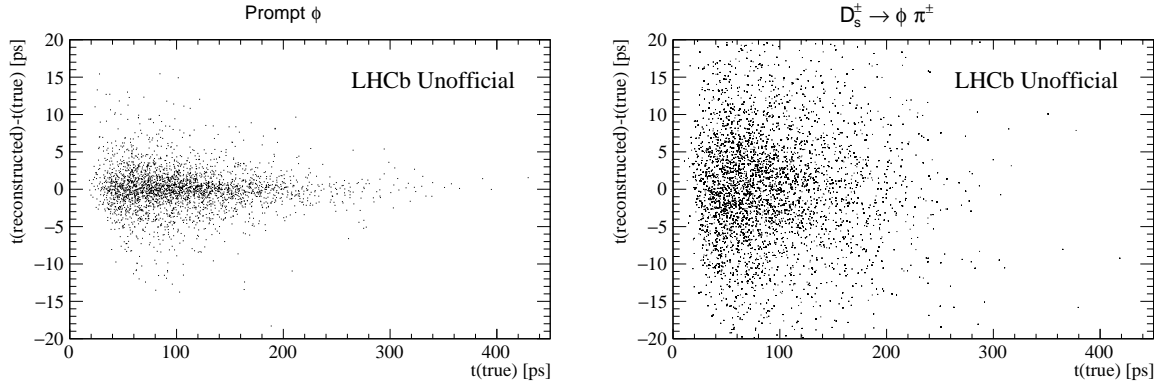 Prompt ϕ
t(reconstructed)-t(true) [ps]
20
15
10
5
0
−5
−10
−15
−20
LHCb Unofficial
0 100 200 300 400
t(true) [ps]
D_s^± → ϕ π^±
t(reconstructed)-t(true) [ps]
20
15
10
5
0
−5
−10
−15
−20
LHCb Unofficial
0 100 200 300 400
t(true) [ps]